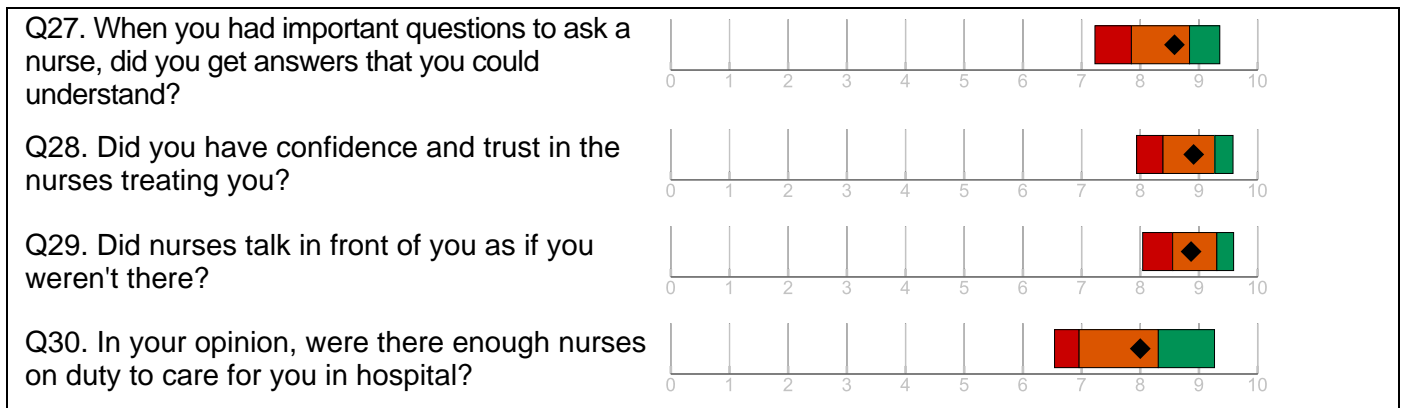 Q27. When you had important questions to ask a
nurse, did you get answers that you could
understand?
0 1 2 3 4 5 6 7 8 9 10
Q28. Did you have confidence and trust in the
nurses treating you?
0 1 2 3 4 5 6 7 8 9 10
Q29. Did nurses talk in front of you as if you
weren't there?
0 1 2 3 4 5 6 7 8 9 10
Q30. In your opinion, were there enough nurses
on duty to care for you in hospital?
0 1 2 3 4 5 6 7 8 9 10